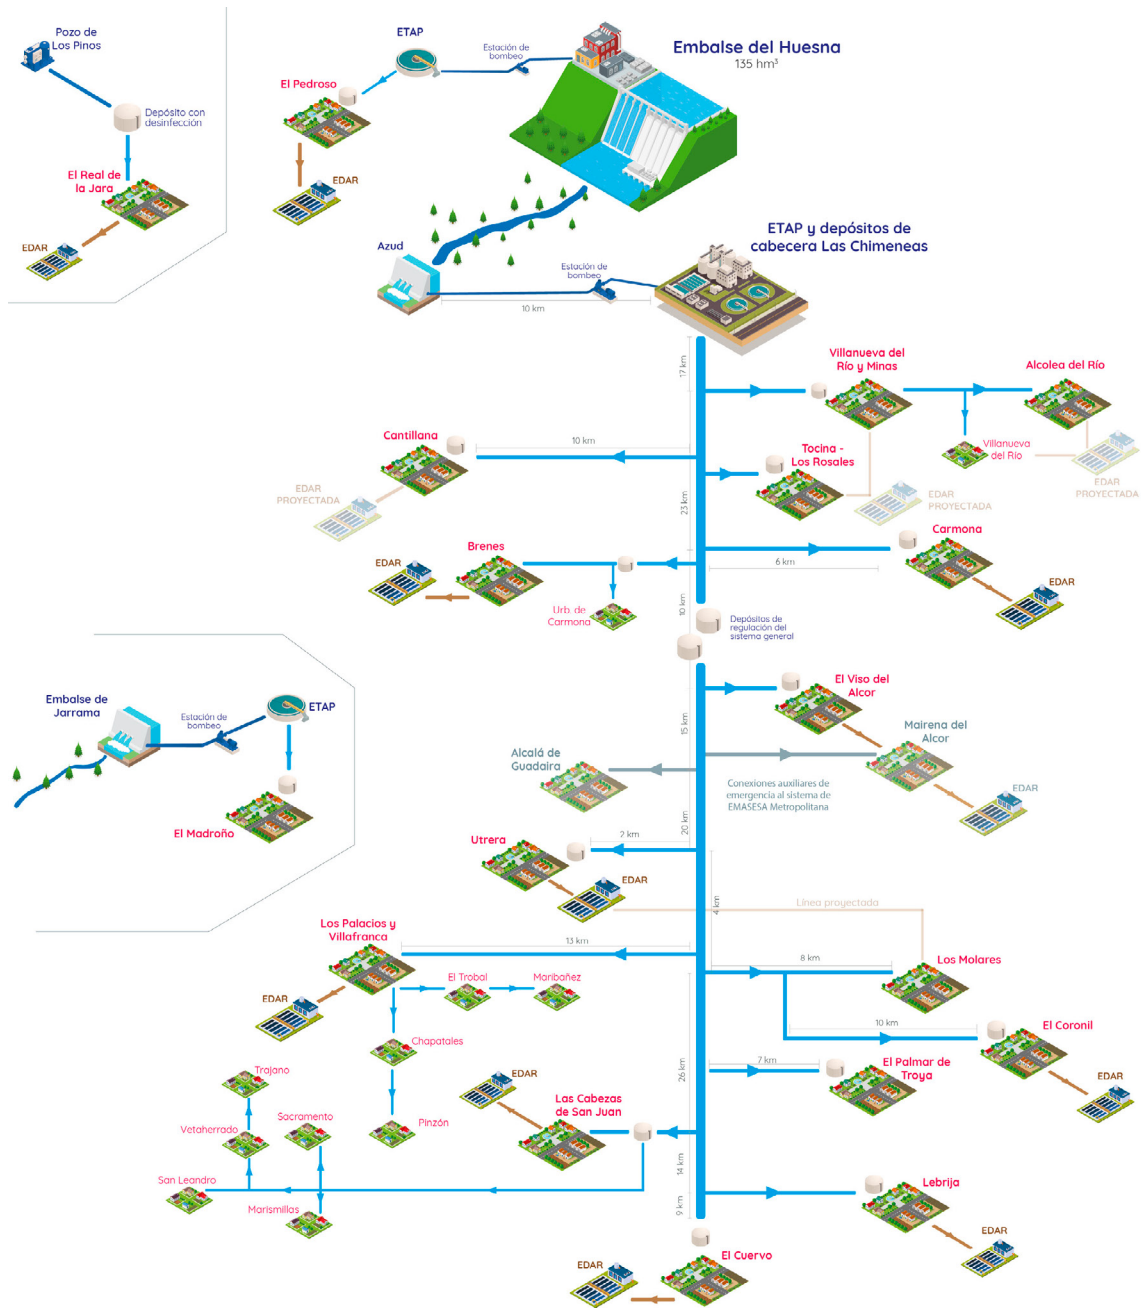 Pozo de
Los Pinos
Depósito con
desinfección
El Real de
la Jara
EDAR
ETAP
Estación de
bombeo
El Pedroso
EDAR
Embalse del Huesna
135 hm³
Azud
Estación de
bombeo
10 km
ETAP y depósitos de
cabecera Las Chimeneas
17 km
Villanueva del
Río y Minas
Alcolea del Río
Villanueva
del Río
EDAR
PROYECTADA
Cantillana
10 km
EDAR
PROYECTADA
Tocina -
Los Rosales
23 km
EDAR
PROYECTADA
Carmona
6 km
EDAR
Brenes
EDAR
Urb. de
Carmona
10 km
Depósitos de
regulación del
sistema general
Embalse de
Jarrama
Estación de
bombeo
ETAP
El Madroño
El Viso del
Alcor
15 km
Mairena del
Alcor
Alcalá de
Guadaira
Conexiones auxiliares de
emergencia al sistema de
EMASESA Metropolitana
EDAR
20 km
Utrera
2 km
EDAR
4 km
Línea proyectada
Los Palacios y
Villafranca
13 km
El Trobal
Maribañez
EDAR
Chapatales
Pinzón
8 km
Los Molares
10 km
El Coronil
EDAR
7 km
El Palmar de
Troya
26 km
EDAR
Las Cabezas
de San Juan
Trajano
Sacramento
Vetaherrado
San Leandro
Marismillas
14 km
9 km
Lebrija
EDAR
El Cuervo
EDAR